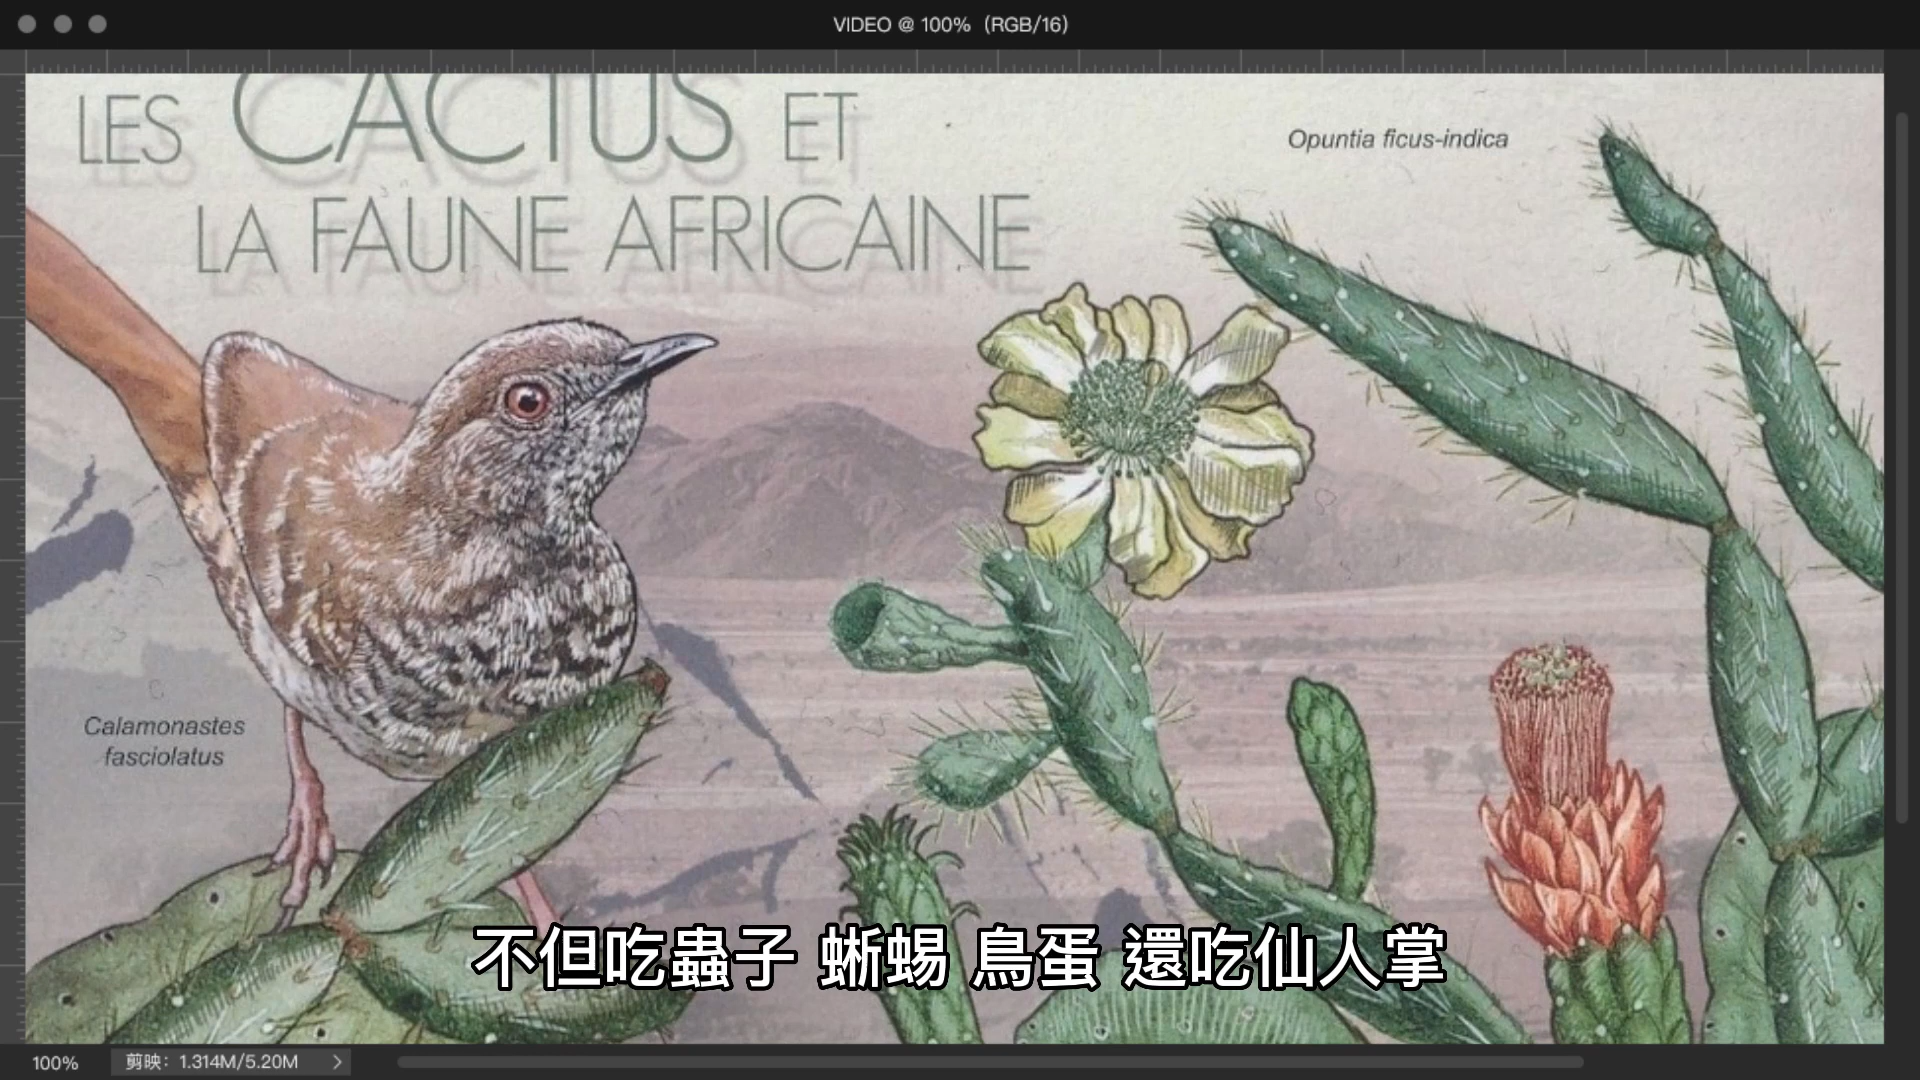 VIDEO @ 100% (RGB/16)
LES CACTUS ET
LA FAUNE AFRICAINE
Opuntia ficus-indica
Calamonastes
fasciolatus
不但吃蟲子 蜥蜴 鳥蛋 還吃仙人掌
100%
剪映：1.314M/5.20M